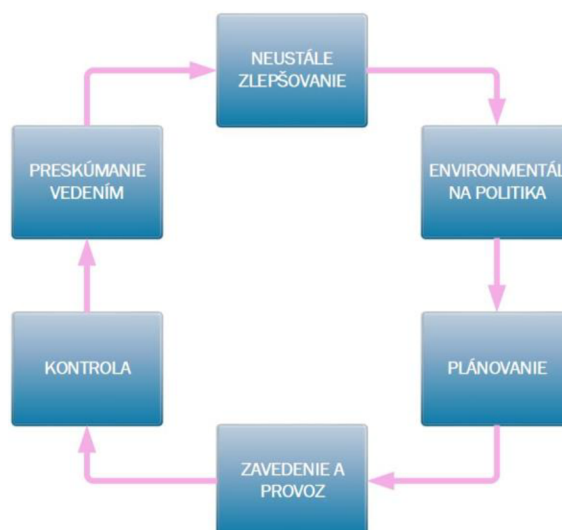 NEUSTÁLE
ZLEPŠOVANIE
ENVIRONMENTÁL
NA POLITIKA
PLÁNOVANIE
ZAVEDENIE A
PROVOZ
KONTROLA
PRESKÚMANIE
VEDENÍM